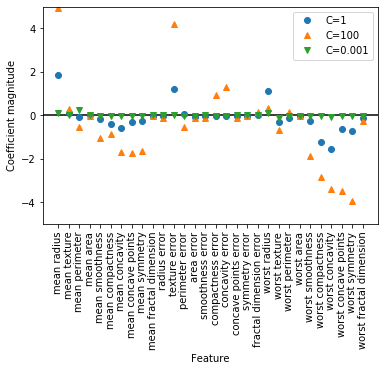 4
2
0
−2
−4
Coefficient magnitude
C=1
C=100
C=0.001
mean radius
mean texture
mean perimeter
mean area
mean smoothness
mean compactness
mean concavity
mean concave points
mean symmetry
mean fractal dimension
radius error
texture error
perimeter error
area error
smoothness error
compactness error
concavity error
concave points error
symmetry error
fractal dimension error
worst radius
worst texture
worst perimeter
worst area
worst smoothness
worst compactness
worst concavity
worst concave points
worst symmetry
worst fractal dimension
Feature